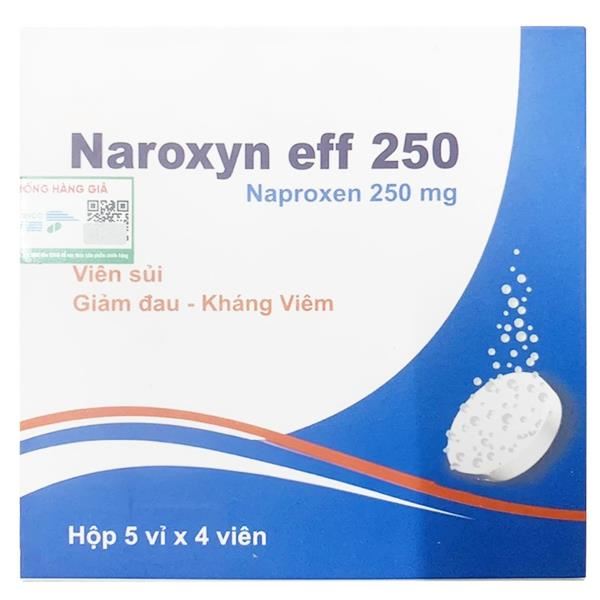 Naroxyn eff 250
Naproxen 250 mg
HỐNG HÀNG GIẢ
Viên sủi
Giảm đau - Kháng Viêm
Hộp 5 vỉ x 4 viên